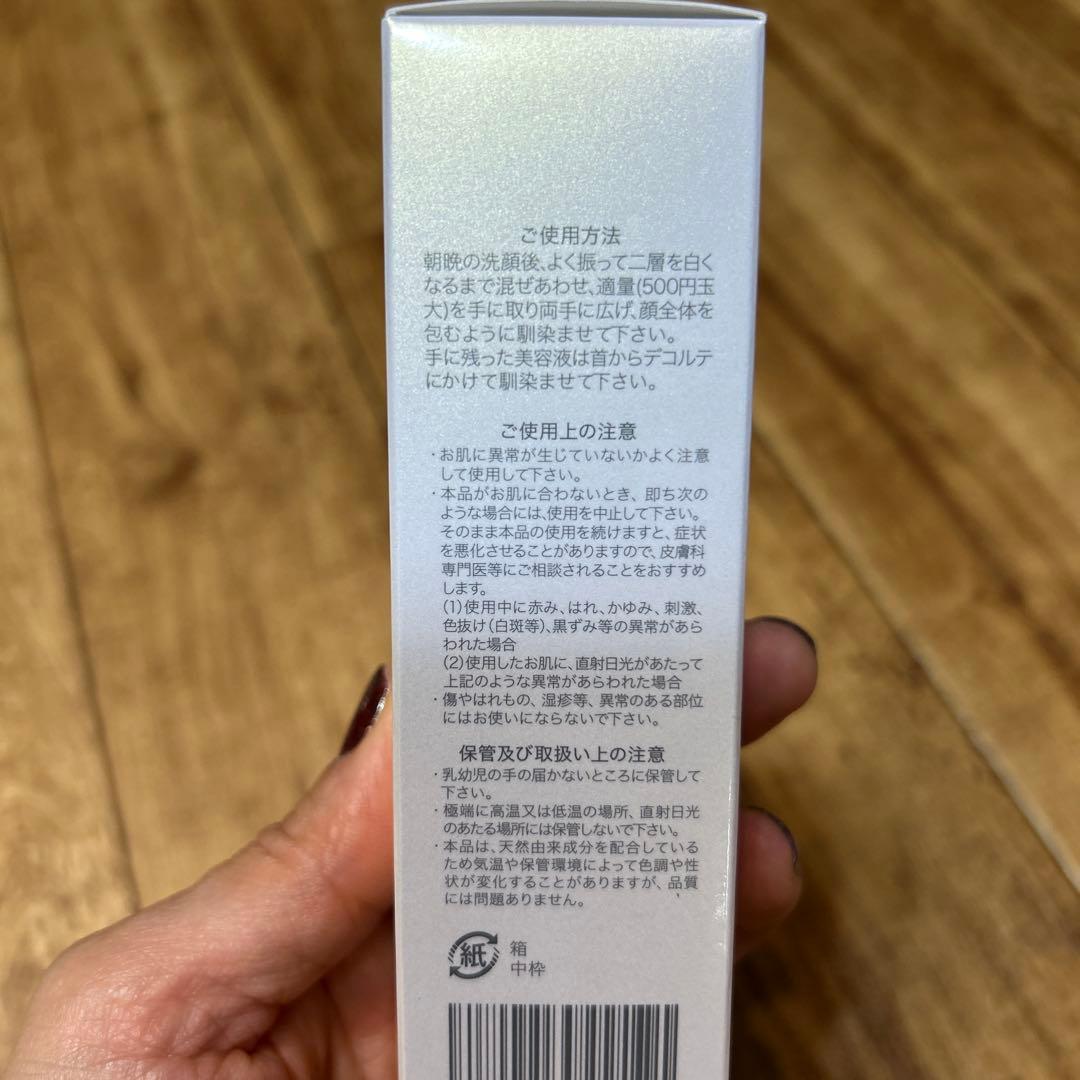 ご使用方法
朝晩の洗顔後、よく振って二層を白く
なるまで混ぜあわせ、適量(500円玉
大)を手に取り両手に広げ、顔全体を
包むように馴染ませて下さい。
手に残った美容液は首からデコルテ
にかけて馴染ませて下さい。
ご使用上の注意
・お肌に異常が生じていないかよく注意
して使用して下さい。
・本品がお肌に合わないとき、即ち次の
ような場合には、使用を中止して下さい。
そのまま本品の使用を続けますと、症状
を悪化させることがありますので、皮膚科
専門医等にご相談されることをおすすめ
します。
(1)使用中に赤み、はれ、かゆみ、刺激、
色抜け(白斑等)、黒ずみ等の異常があら
われた場合
(2)使用したお肌に、直射日光があたって
上記のような異常があらわれた場合
・傷やはれもの、湿疹等、異常のある部位
にはお使いにならないで下さい。
保管及び取扱い上の注意
・乳幼児の手の届かないところに保管して
下さい。
・極端に高温又は低温の場所、直射日光
のあたる場所には保管しないで下さい。
・本品は、天然由来成分を配合している
ため気温や保管環境によって色調や性
状が変化することがありますが、品質
には問題ありません。
紙 箱
中枠